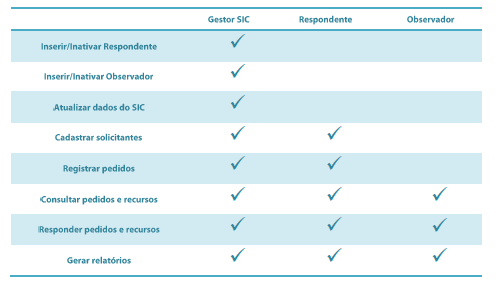 Gestor SIC Respondente Observador
Inserir/Inativar Respondente ✓
Inserir/Inativar Observador ✓
Atualizar dados do SIC ✓
Cadastrar solicitantes ✓ ✓
Registrar pedidos ✓ ✓
Consultar pedidos e recursos ✓ ✓ ✓
Responder pedidos e recursos ✓ ✓ ✓
Gerar relatórios ✓ ✓ ✓